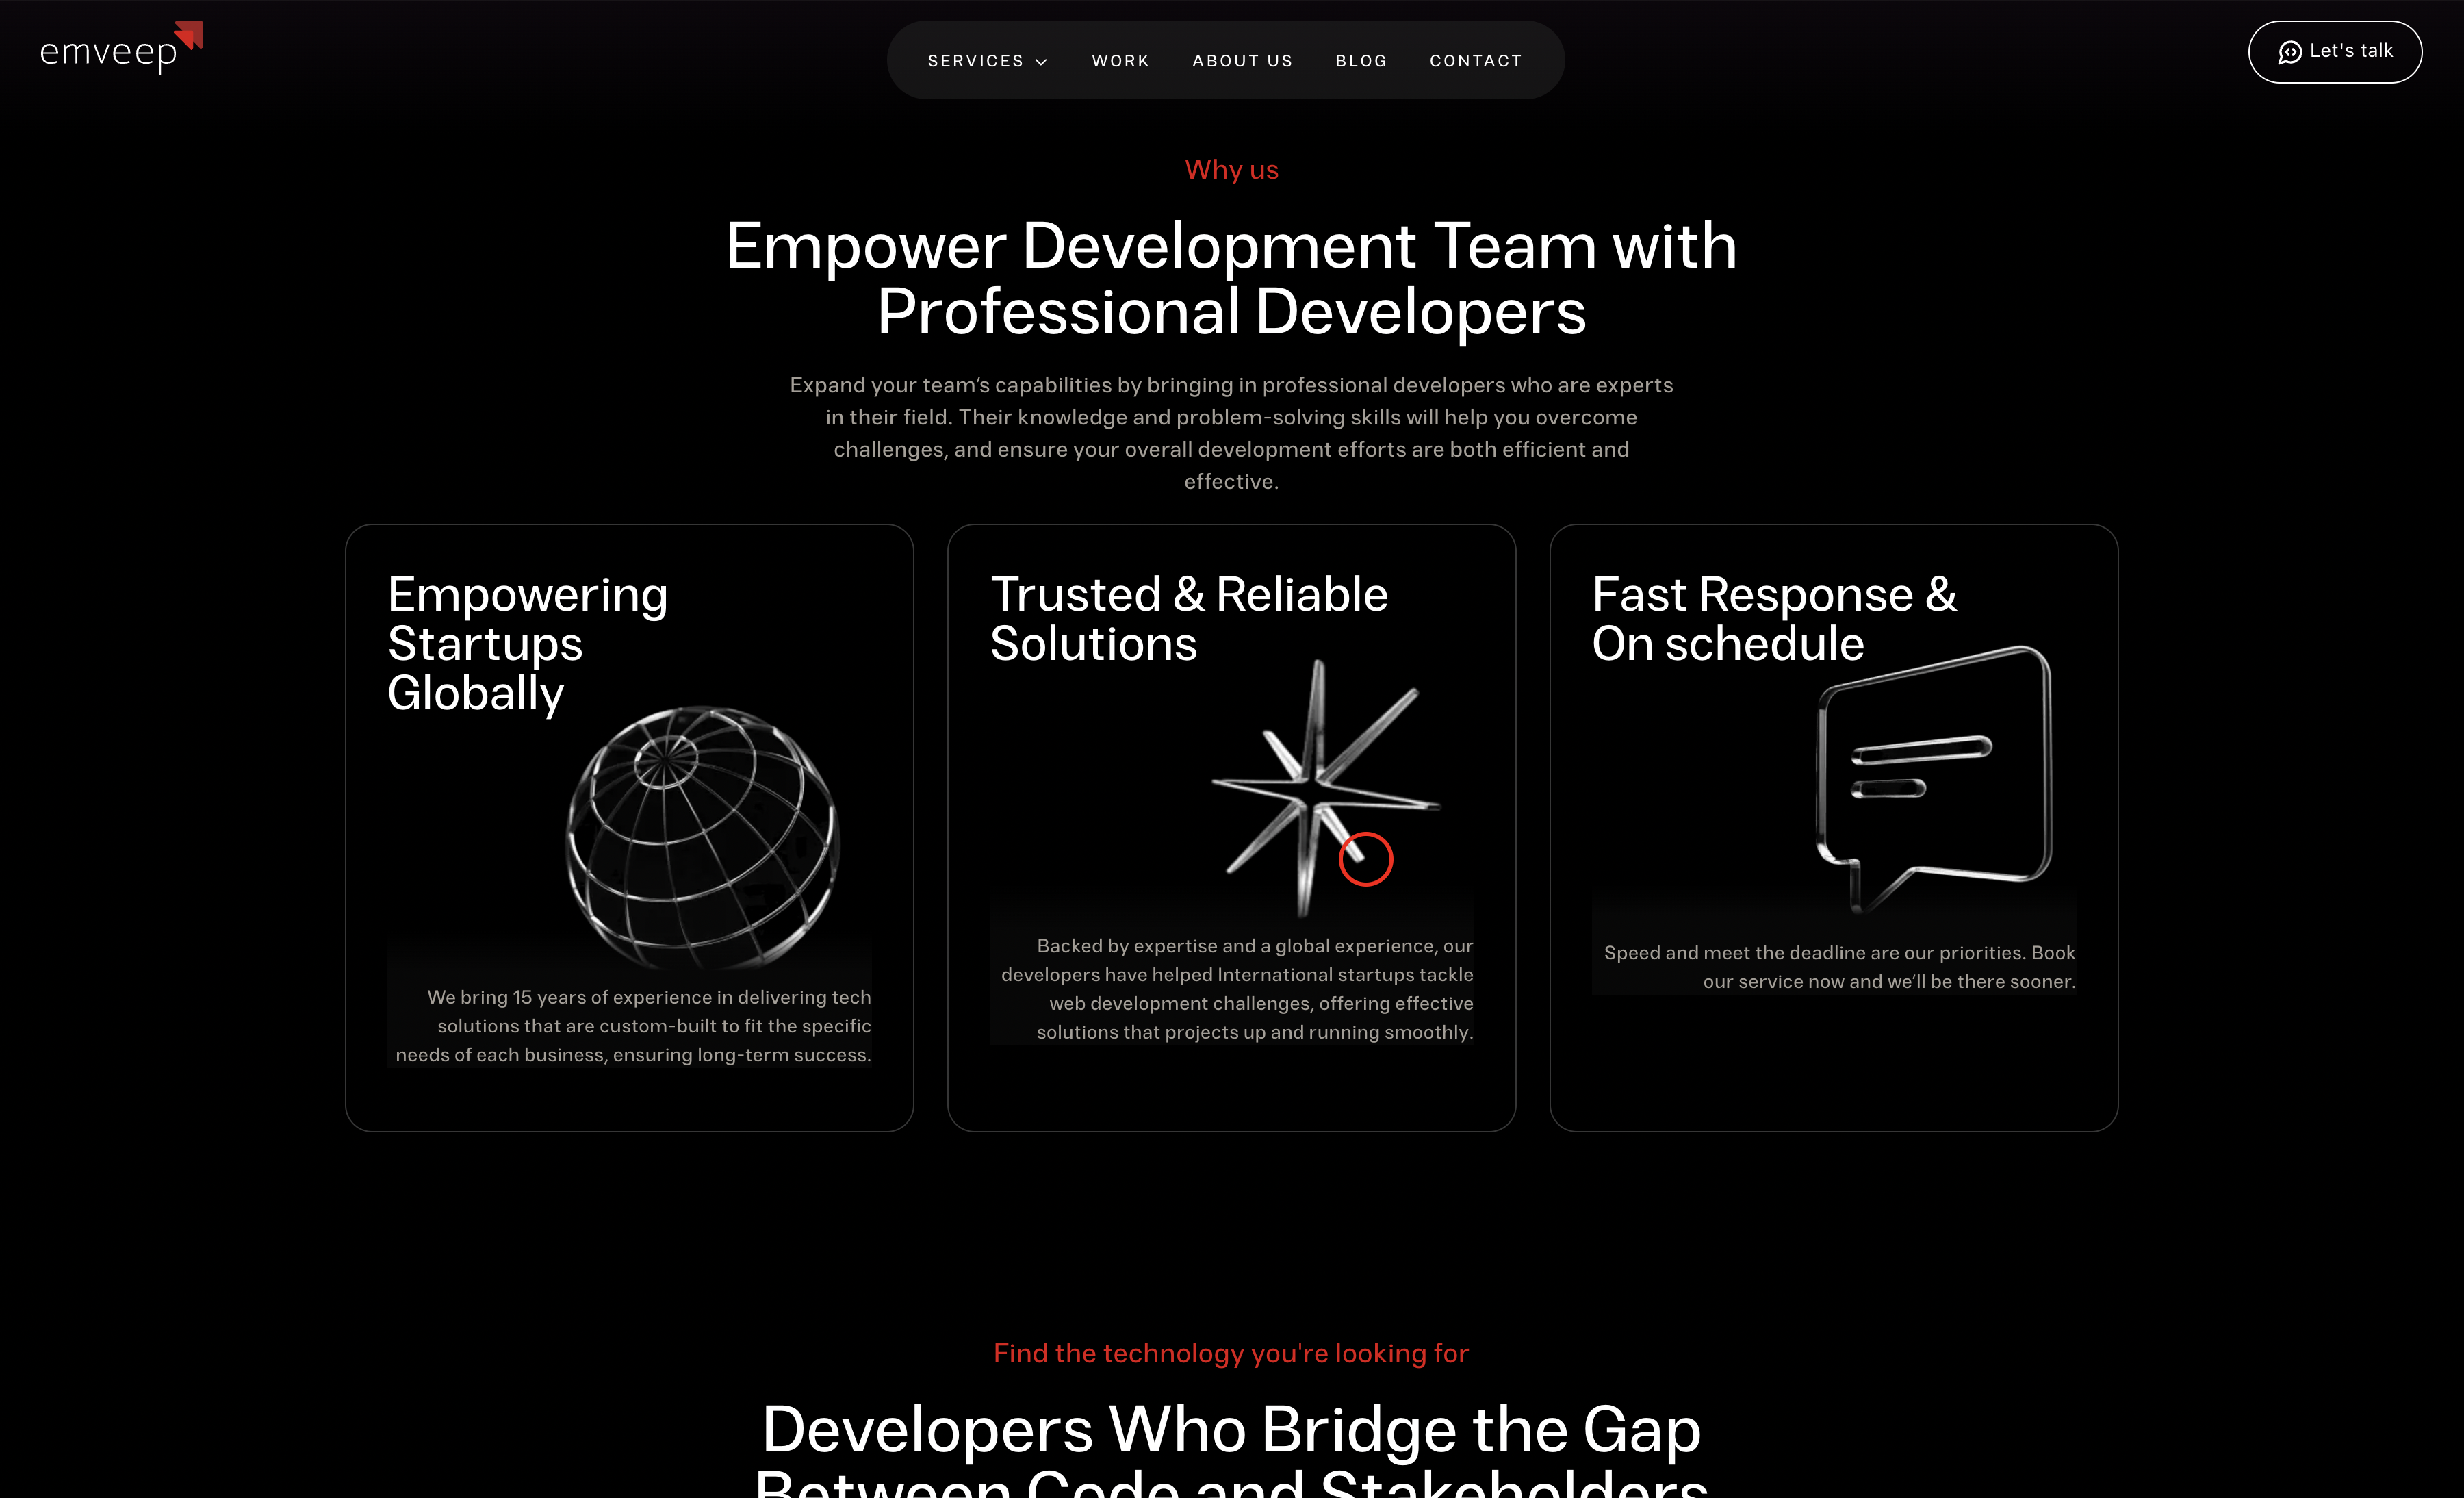 emveep
SERVICES
WORK
ABOUT US
BLOG
CONTACT
Let's talk
Why us
Empower Development Team with
Professional Developers
Expand your team’s capabilities by bringing in professional developers who are experts
in their field. Their knowledge and problem-solving skills will help you overcome
challenges, and ensure your overall development efforts are both efficient and
effective.
Empowering
Startups
Globally
We bring 15 years of experience in delivering tech
solutions that are custom-built to fit the specific
needs of each business, ensuring long-term success.
Trusted & Reliable
Solutions
Backed by expertise and a global experience, our
developers have helped International startups tackle
web development challenges, offering effective
solutions that projects up and running smoothly.
Fast Response &
On schedule
Speed and meet the deadline are our priorities. Book
our service now and we’ll be there sooner.
Find the technology you're looking for
Developers Who Bridge the Gap
Between Code and Stakeholders